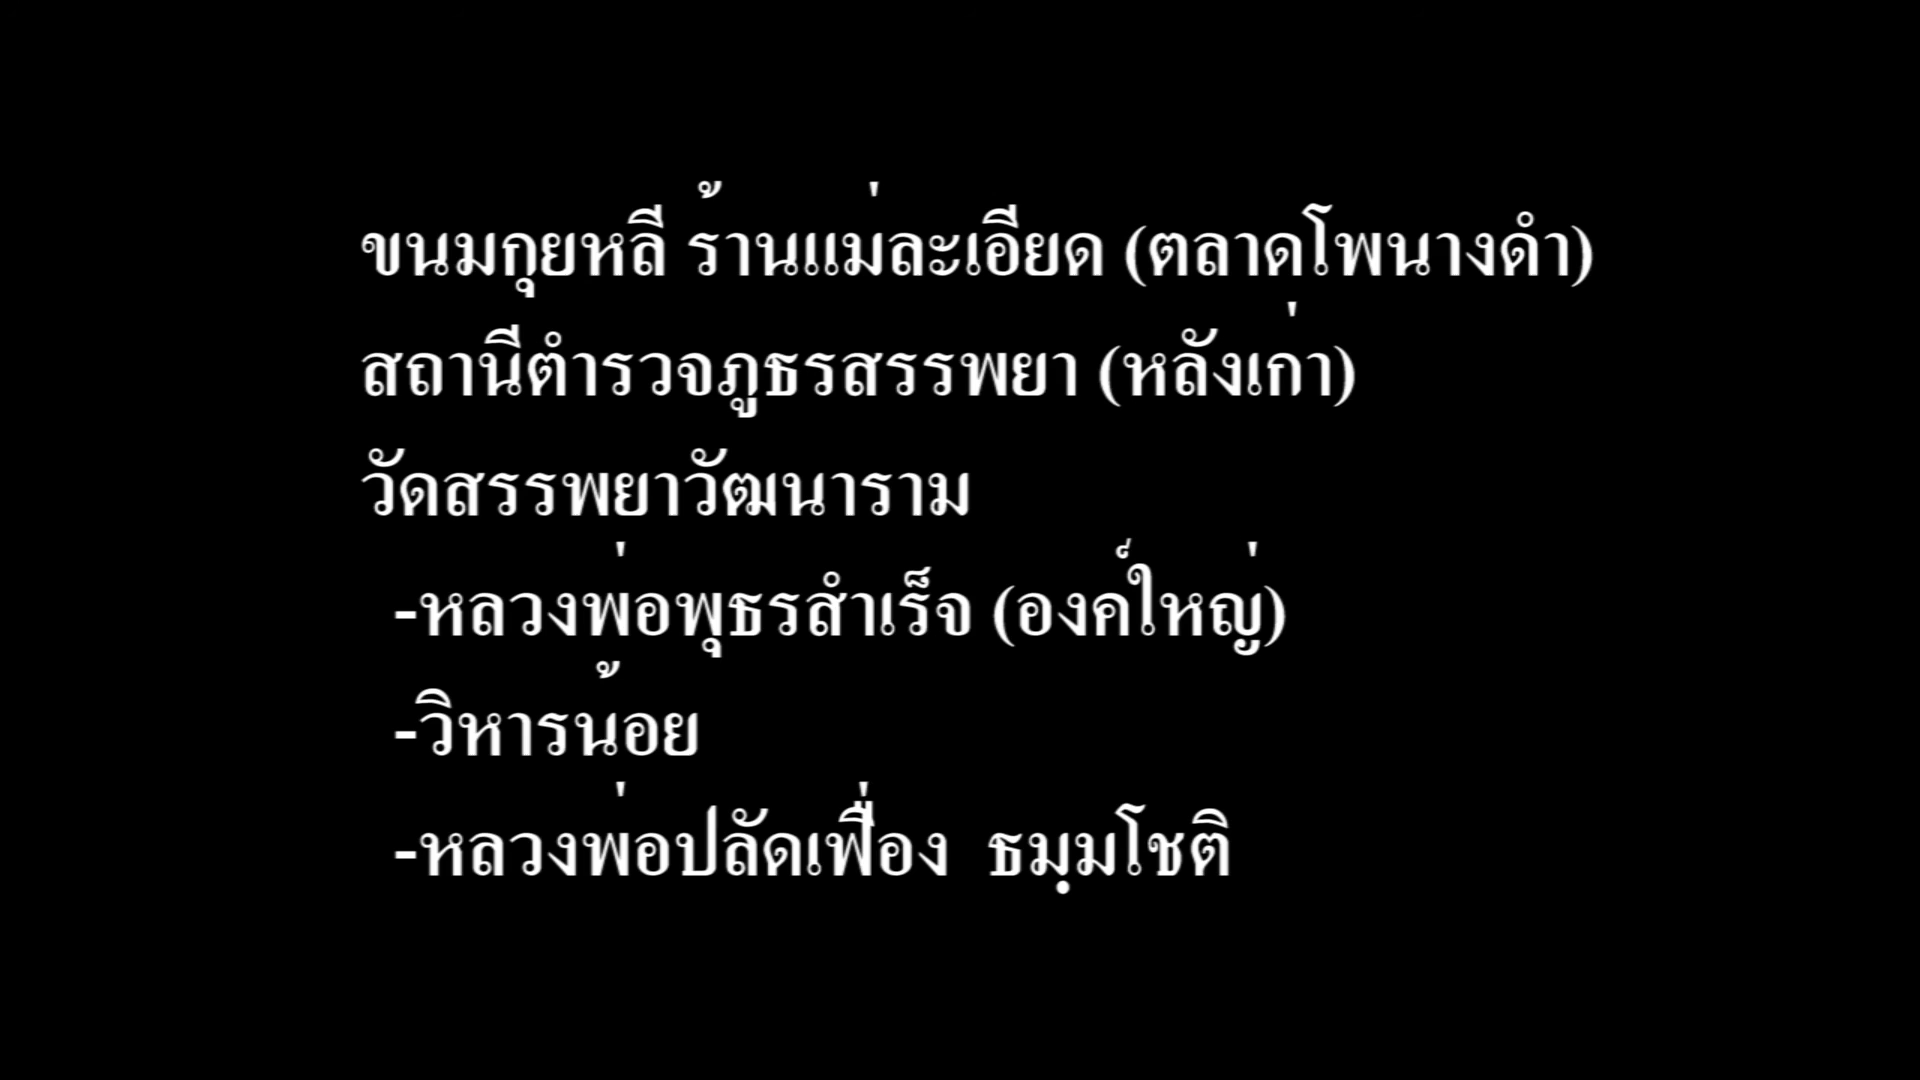 ขนมกุยหลี ร้านแม่ละเอียด (ตลาดโพนางดำ)
สถานีตำรวจภูธรสรรพยา (หลังเก่า)
วัดสรรพยาวัฒนาราม
-หลวงพ่อพุธรสำเร็จ (องค์ใหญ่)
-วิหารน้อย
-หลวงพ่อปลัดเฟื่อง ธมฺมโชติ